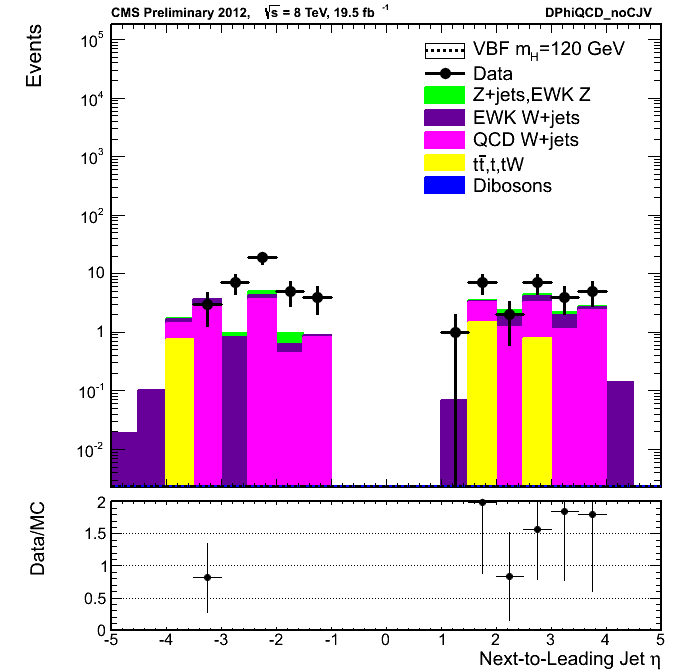 CMS Preliminary 2012, √s = 8 TeV, 19.5 fb⁻¹ DPhiQCD_noCJV
Events
10⁵
10⁴
10³
10²
10
1
10⁻¹
10⁻²
VBF m_H=120 GeV
Data
Z+jets,EWK Z
EWK W+jets
QCD W+jets
tt̄,t,tW
Dibosons
Data/MC
2
1.5
1
0.5
0
-5 -4 -3 -2 -1 0 1 2 3 4 5
Next-to-Leading Jet η